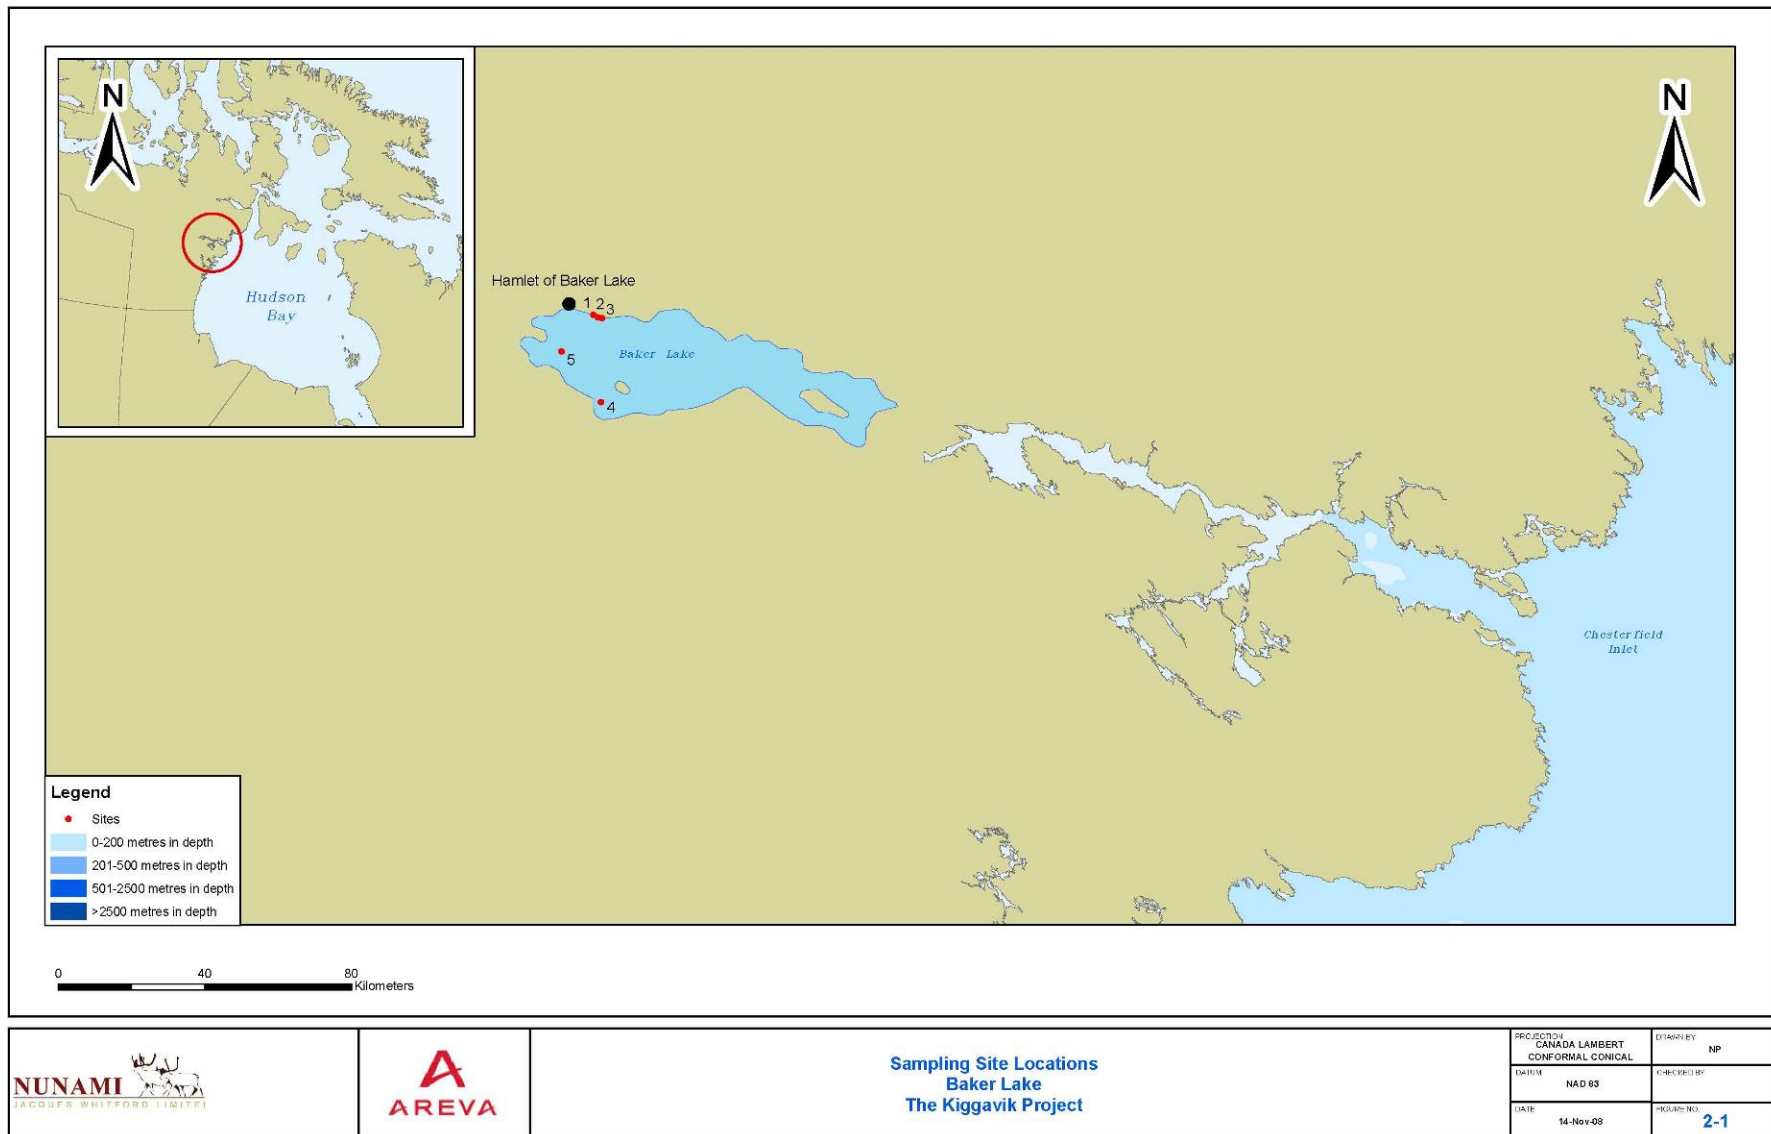 N
Hudson
Bay
N
Hamlet of Baker Lake
1 2 3
Baker Lake
5
4
Chesterfield
Inlet
Legend
Sites
0-200 metres in depth
201-500 metres in depth
501-2500 metres in depth
>2500 metres in depth
0 40 80
Kilometers
NUNAMI
JACQUES WHITFORD LIMITED
AREVA
Sampling Site Locations
Baker Lake
The Kiggavik Project
PROJECTION
CANADA LAMBERT
CONFORMAL CONICAL
DRAWN BY
NP
DATUM
NAD 83
CHECKED BY
DATE
14-Nov-08
FIGURE NO.
2-1